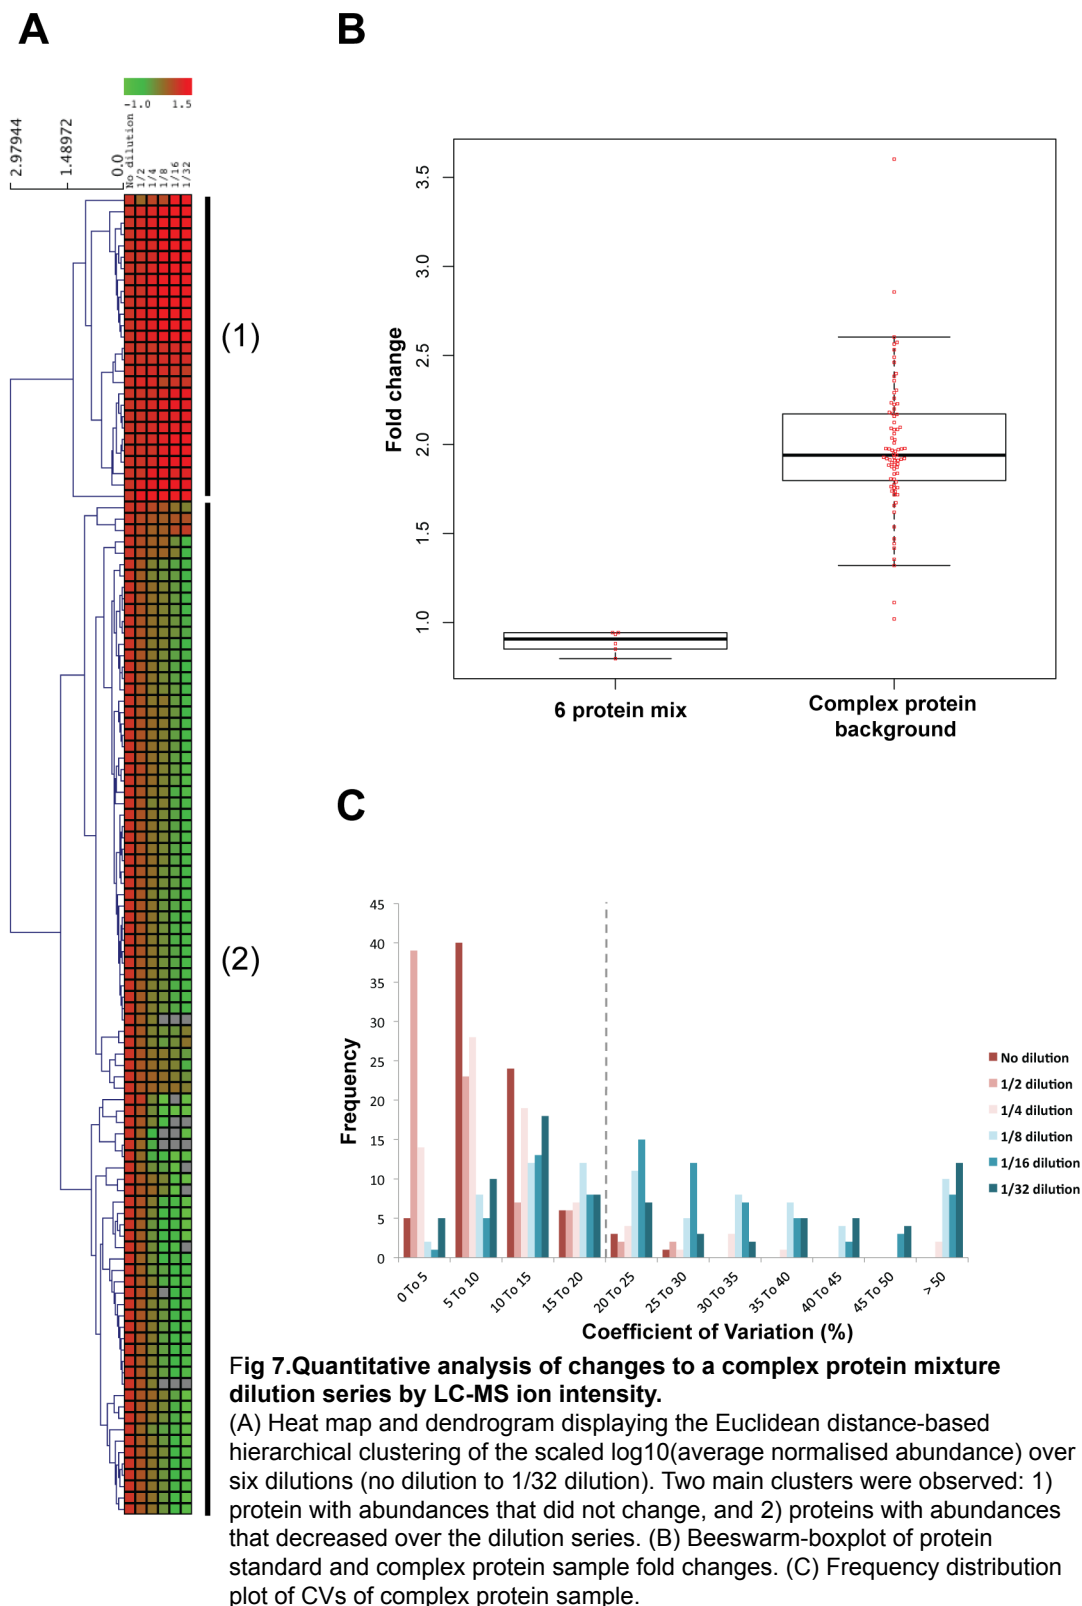 A
B
-1.0 1.5
2.97944
1.48972
0.0
No dilution
1/2
1/4
1/8
1/16
1/32
(1)
(2)
Fold change
3.5
3.0
2.5
2.0
1.5
1.0
6 protein mix
Complex protein
background
C
Frequency
45
40
35
30
25
20
15
10
5
0
0 To 5
5 To 10
10 To 15
15 To 20
20 To 25
25 To 30
30 To 35
35 To 40
40 To 45
45 To 50
> 50
Coefficient of Variation (%)
No dilution
1/2 dilution
1/4 dilution
1/8 dilution
1/16 dilution
1/32 dilution
Fig 7.Quantitative analysis of changes to a complex protein mixture
dilution series by LC-MS ion intensity.
(A) Heat map and dendrogram displaying the Euclidean distance-based
hierarchical clustering of the scaled log10(average normalised abundance) over
six dilutions (no dilution to 1/32 dilution). Two main clusters were observed: 1)
protein with abundances that did not change, and 2) proteins with abundances
that decreased over the dilution series. (B) Beeswarm-boxplot of protein
standard and complex protein sample fold changes. (C) Frequency distribution
plot of CVs of complex protein sample.